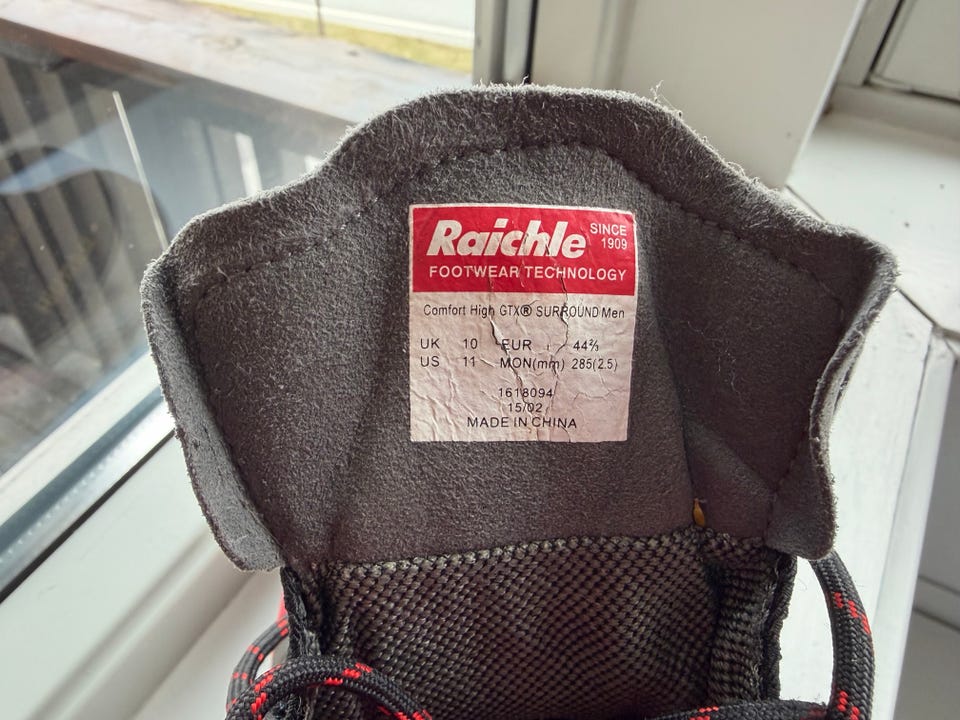 Raichle SINCE 1909
FOOTWEAR TECHNOLOGY
Comfort High GTX® SURROUND Men
UK 10 EUR 44⅔
US 11 MON(mm) 285(2.5)
1618094
15/02
MADE IN CHINA